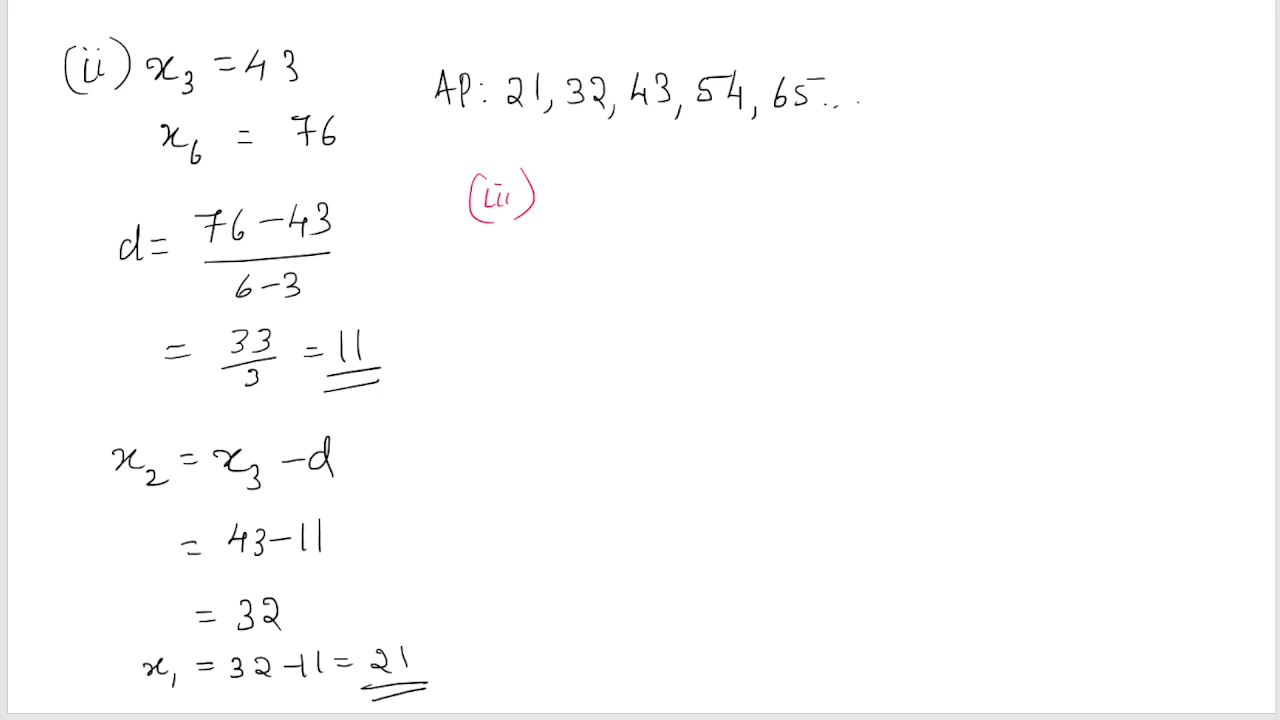 (ii) x₃ = 43
x₆ = 76
d = 76 - 43 / 6 - 3
= 33 / 3 = 11
x₂ = x₃ - d
= 43 - 11
= 32
x₁ = 32 - 11 = 21
AP: 21, 32, 43, 54, 65...
(iii)